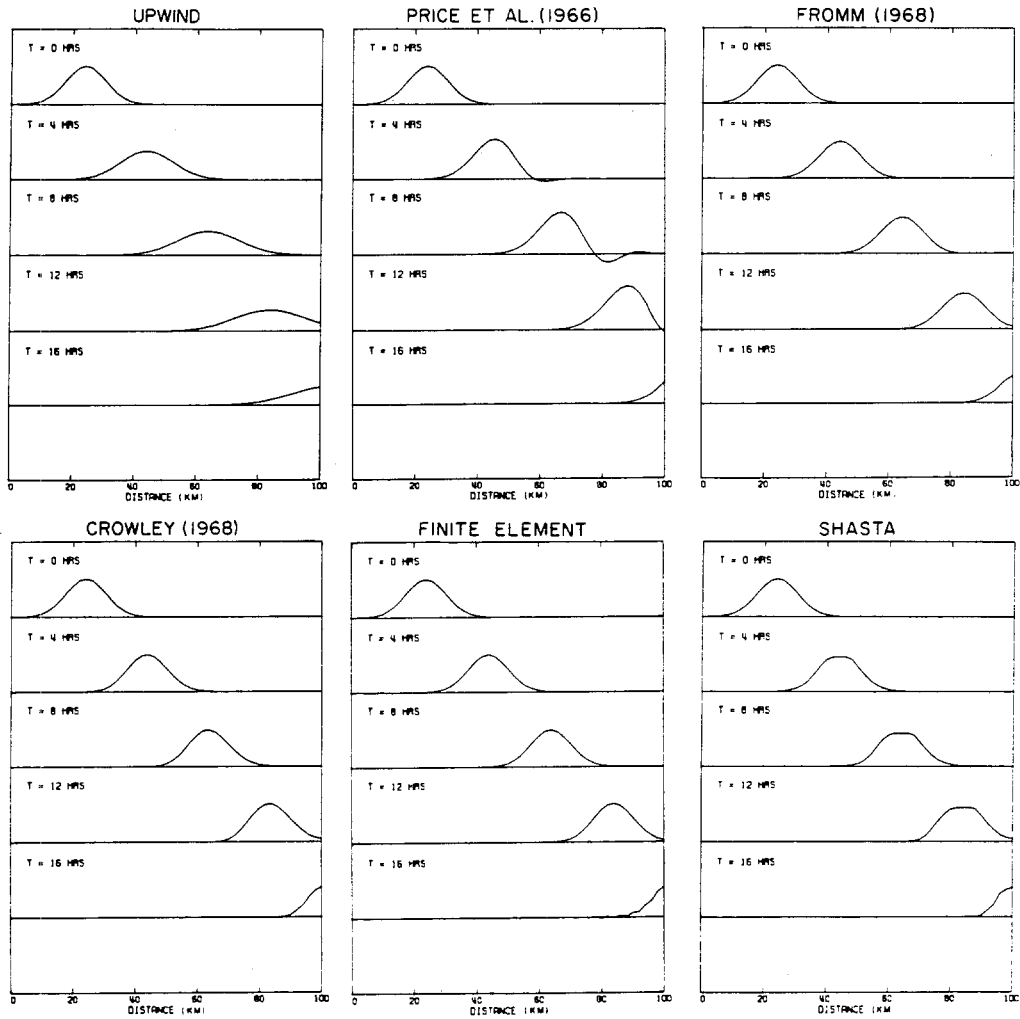 UPWIND
T = 0 HRS
T = 4 HRS
T = 8 HRS
T = 12 HRS
T = 16 HRS
0 20 40 60 80 100
DISTANCE (KM)
PRICE ET AL. (1966)
T = 0 HRS
T = 4 HRS
T = 8 HRS
T = 12 HRS
T = 16 HRS
0 20 40 60 80 100
DISTANCE (KM)
FROMM (1968)
T = 0 HRS
T = 4 HRS
T = 8 HRS
T = 12 HRS
T = 16 HRS
0 20 40 60 80 100
DISTANCE (KM)
CROWLEY (1968)
T = 0 HRS
T = 4 HRS
T = 8 HRS
T = 12 HRS
T = 16 HRS
0 20 40 60 80 100
DISTANCE (KM)
FINITE ELEMENT
T = 0 HRS
T = 4 HRS
T = 8 HRS
T = 12 HRS
T = 16 HRS
0 20 40 60 80 100
DISTANCE (KM)
SHASTA
T = 0 HRS
T = 4 HRS
T = 8 HRS
T = 12 HRS
T = 16 HRS
0 20 40 60 80 100
DISTANCE (KM